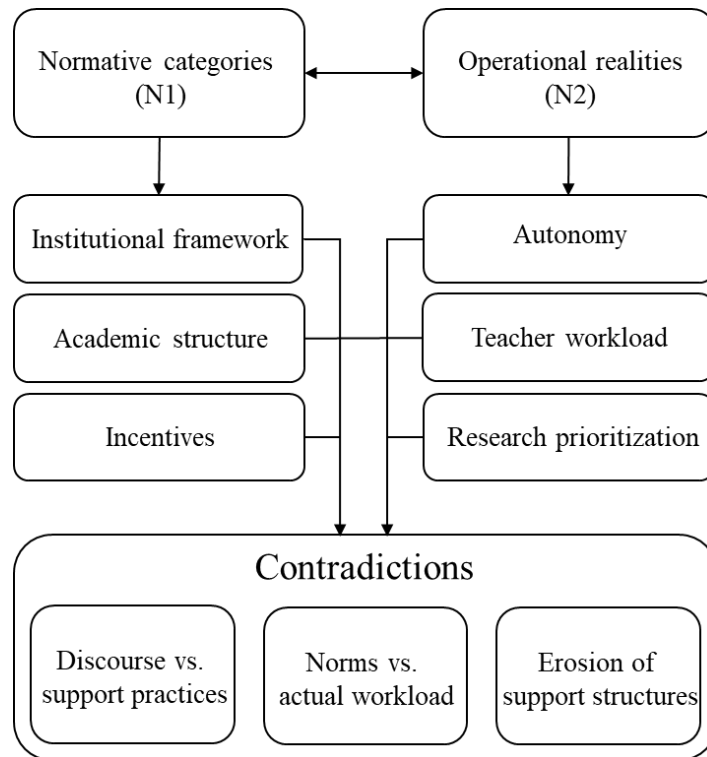 Normative categories
(N1)
Operational realities
(N2)
Institutional framework
Autonomy
Academic structure
Teacher workload
Incentives
Research prioritization
Contradictions
Discourse vs.
support practices
Norms vs.
actual workload
Erosion of
support structures